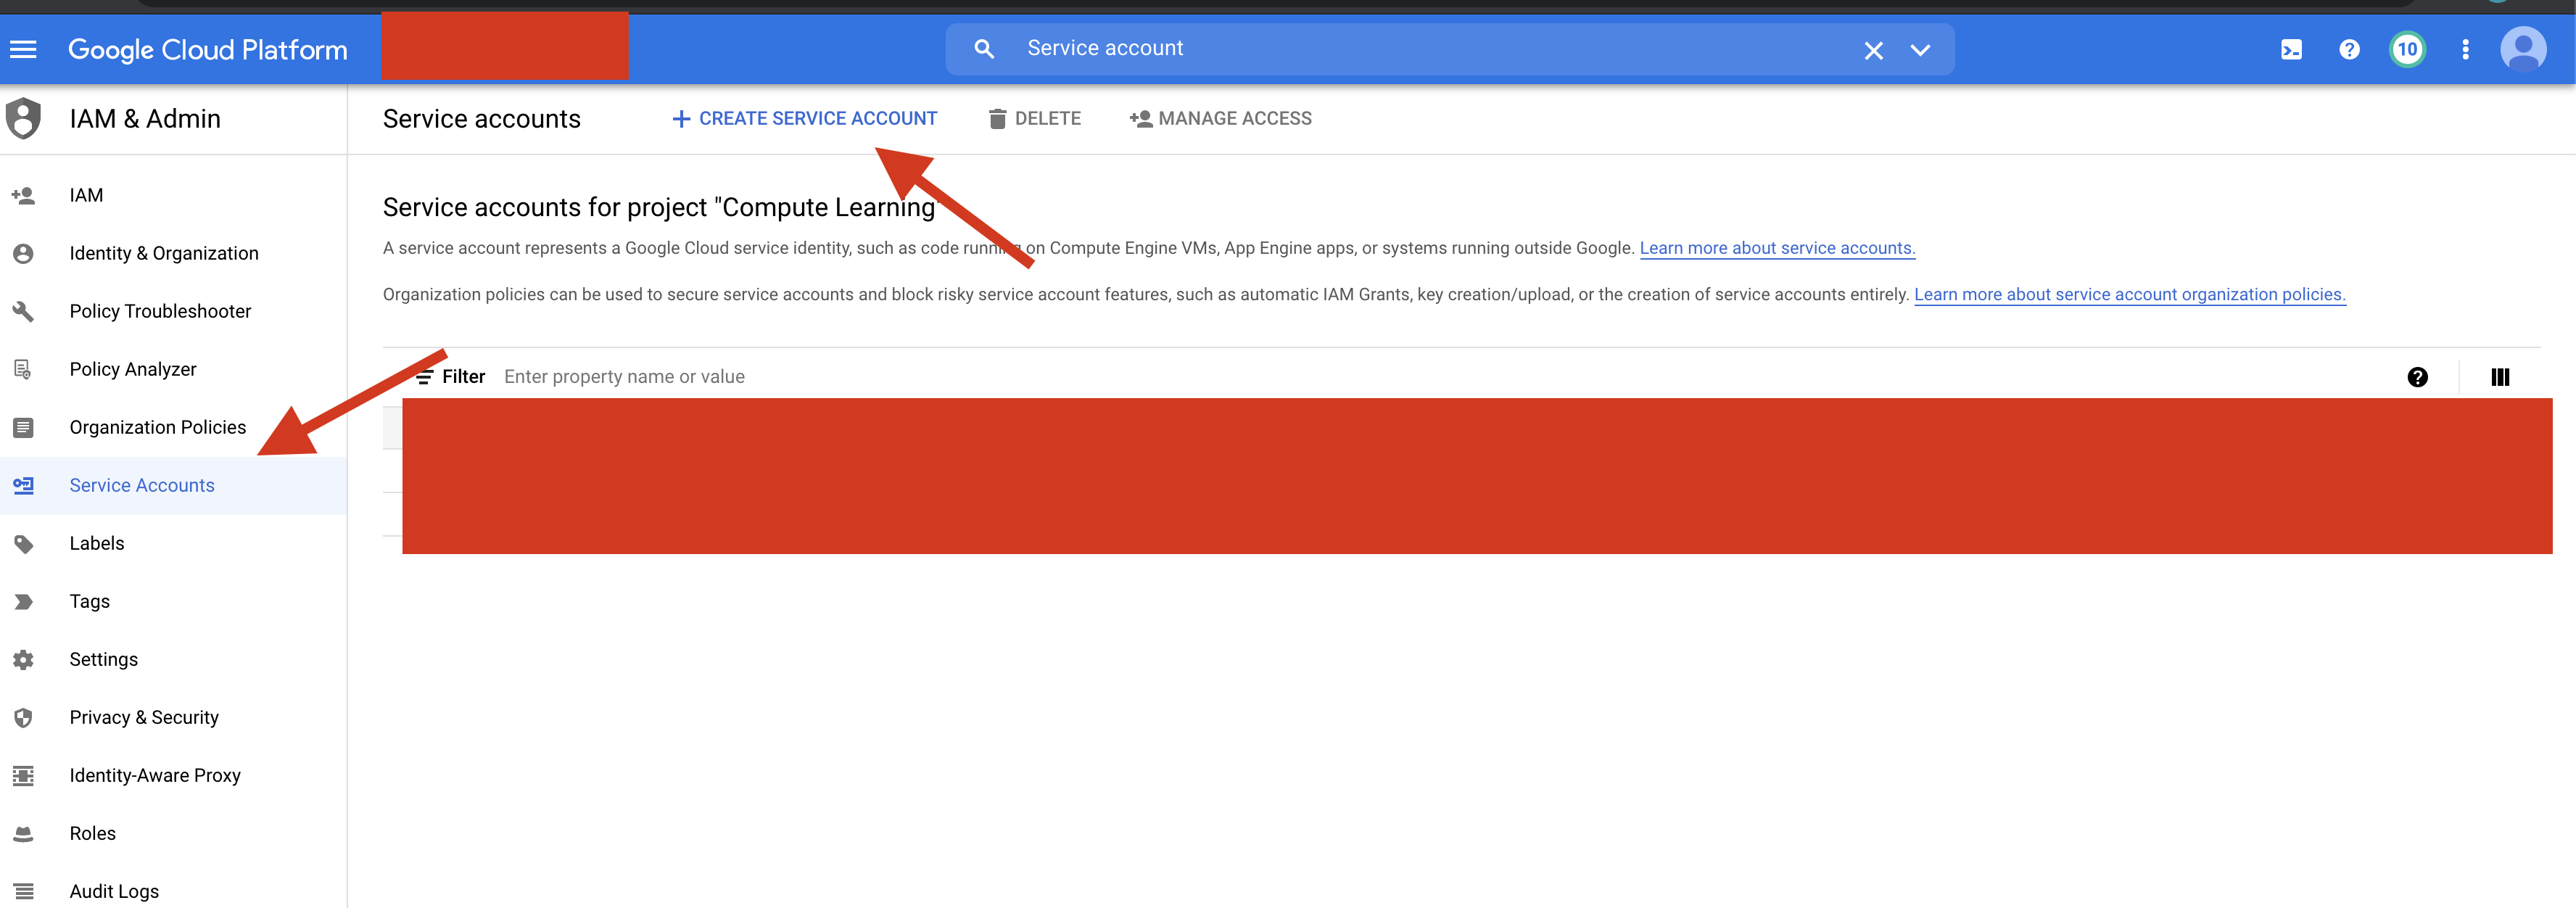 Google Cloud Platform
Service account
10
IAM & Admin
Service accounts
CREATE SERVICE ACCOUNT
DELETE
MANAGE ACCESS
IAM
Identity & Organization
Policy Troubleshooter
Policy Analyzer
Organization Policies
Service Accounts
Labels
Tags
Settings
Privacy & Security
Identity-Aware Proxy
Roles
Audit Logs
Service accounts for project "Compute Learning"
A service account represents a Google Cloud service identity, such as code running on Compute Engine VMs, App Engine apps, or systems running outside Google. Learn more about service accounts.
Organization policies can be used to secure service accounts and block risky service account features, such as automatic IAM Grants, key creation/upload, or the creation of service accounts entirely. Learn more about service account organization policies.
Filter Enter property name or value